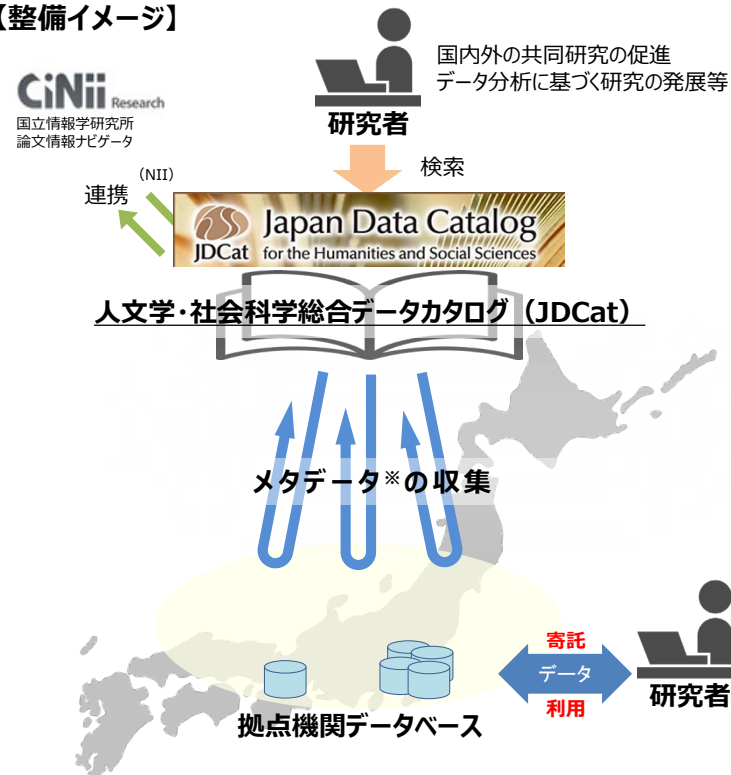 【整備イメージ】
CiNii Research
国立情報学研究所
論文情報ナビゲータ
国内外の共同研究の促進
データ分析に基づく研究の発展等
研究者
検索
(NII)
連携
JDCat
Japan Data Catalog
for the Humanities and Social Sciences
人文学・社会科学総合データカタログ（JDCat）
メタデータ※の収集
寄託
データ
利用
研究者
拠点機関データベース